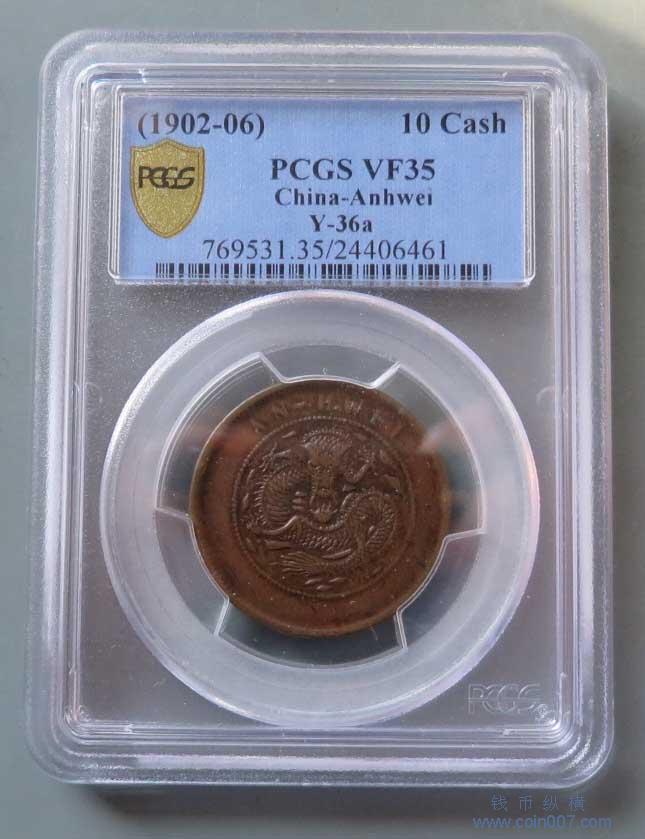 (1902-06) 10 Cash
PCGS
PCGS VF35
China-Anhwei
Y-36a
769531.35/24406461
AN-HWEI
PCGS
钱币纵横
www.coin007.com